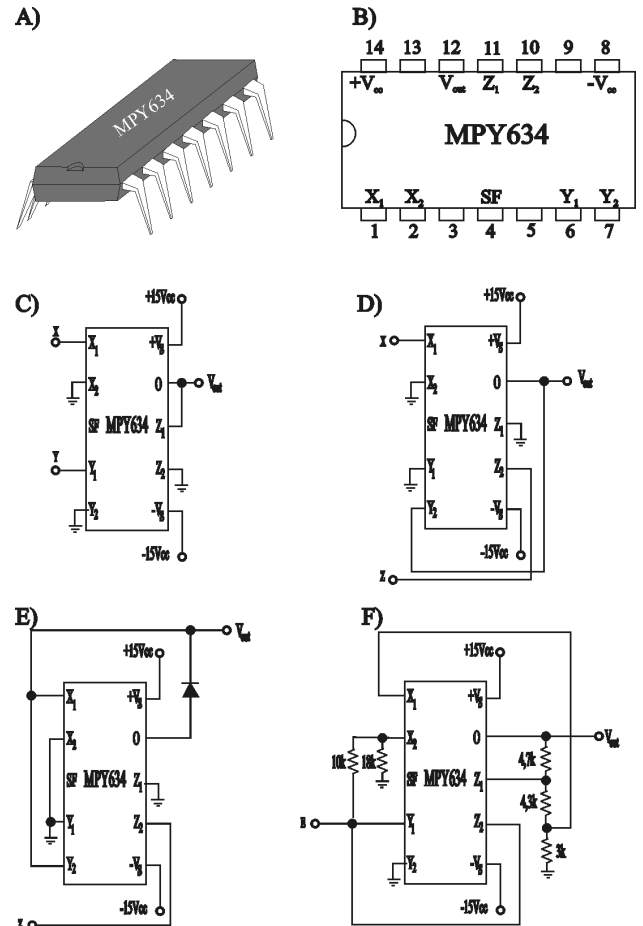 A)
MPY634
B)
14 13 12 11 10 9 8
+V∞ Vout Z1 Z2 -V∞
MPY634
X1 X2 SF Y1 Y2
1 2 3 4 5 6 7
C)
+15Vcc
X
X1 +VS
X2 0 Vout
SF MPY634 Z1
Y
Y1 Z2
Y2 -VS
-15Vcc
D)
+15Vcc
X
X1 +VS
X2 0 Vout
SF MPY634 Z1
Y1 Z2
Y2 -VS
-15Vcc
Z
E)
Vout
+15Vcc
X1 +VS
X2 0
SF MPY634 Z1
Y1 Z2
Y2 -VS
-15Vcc
F)
+15Vcc
X1 +VS
X2 0 Vout
10k 18k 4,7k
SF MPY634 Z1
4,3k
E
Y1 Z2
3k
Y2 -VS
-15Vcc